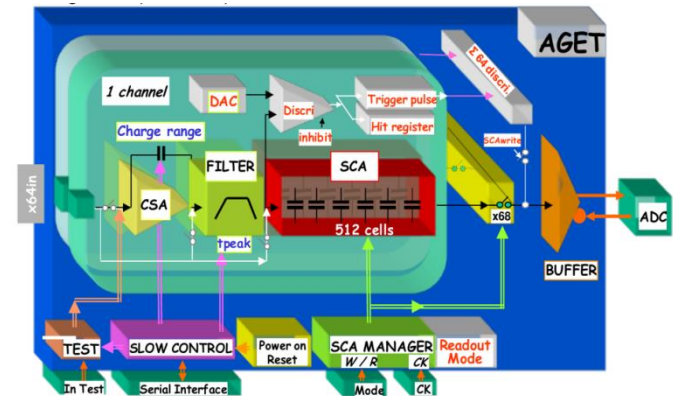 AGET
Σ 64 discri.
1 channel
DAC
Discri
Trigger pulse
Hit register
inhibit
Charge range
FILTER
SCA
SCAwrite
x64in
CSA
512 cells
tpeak
x68
ADC
BUFFER
TEST
SLOW CONTROL
Power on
Reset
SCA MANAGER
W / R
CK
Readout
Mode
In Test
Serial Interface
Mode
CK